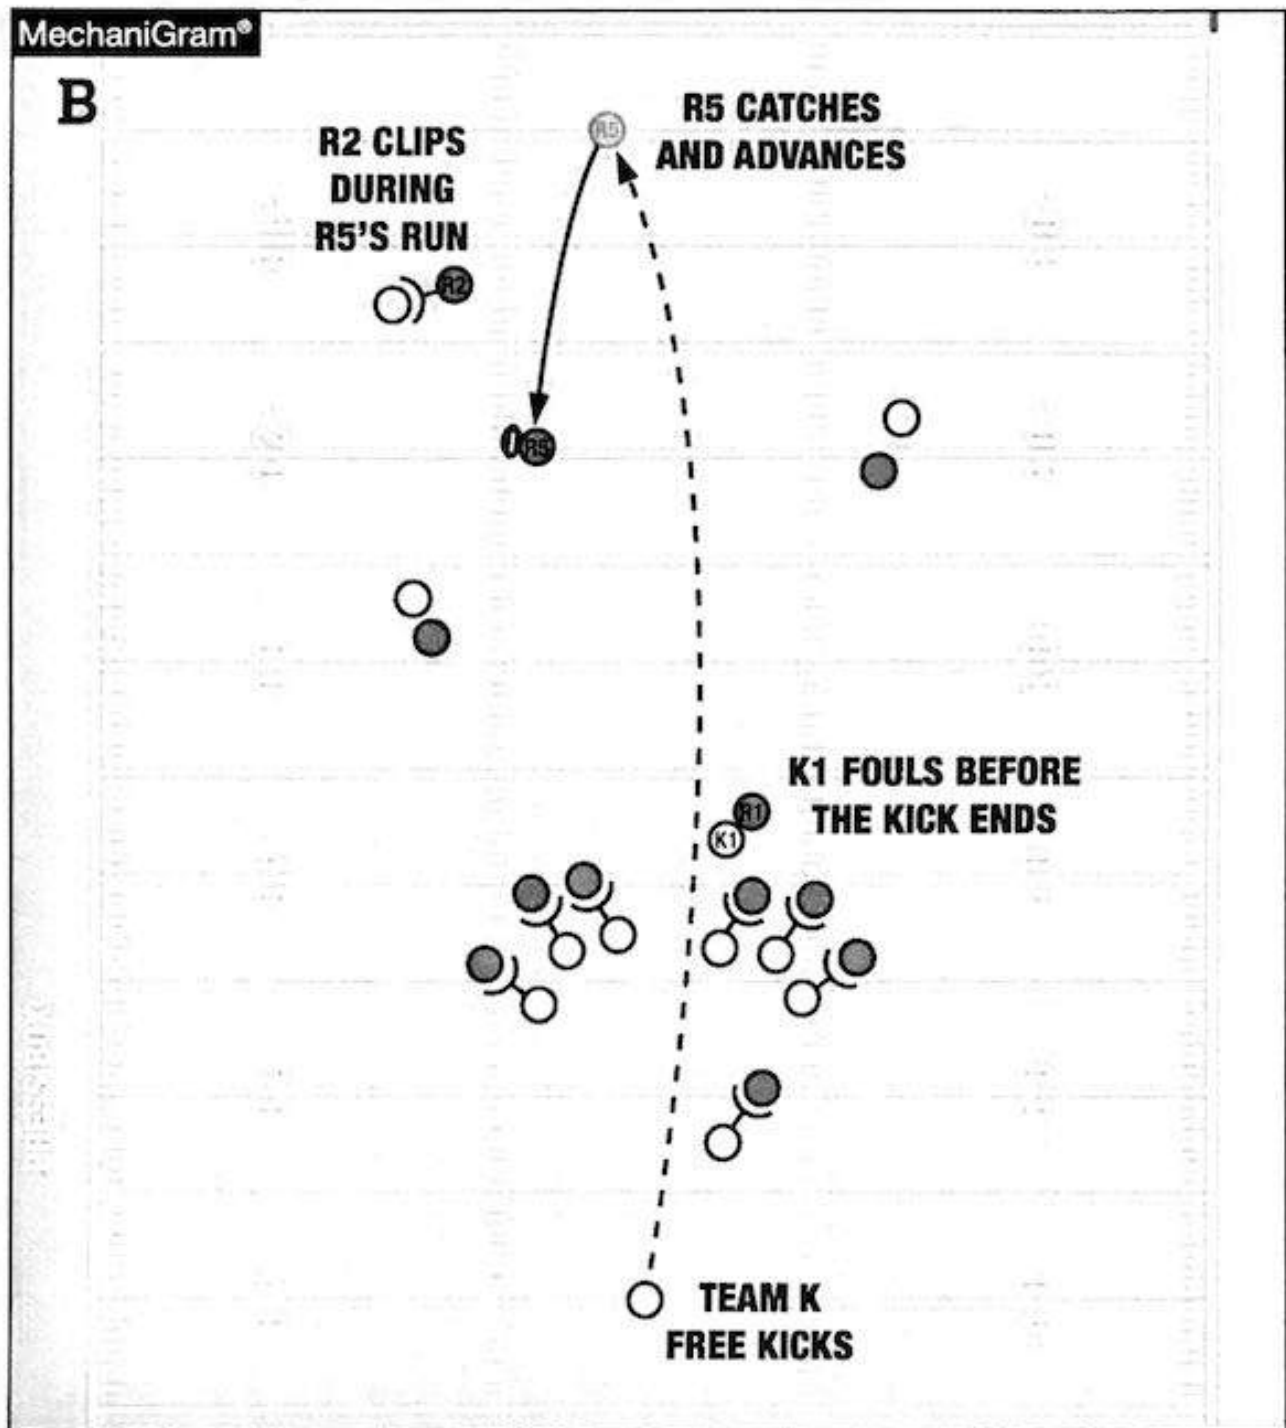 MechaniGram®
B
R5 CATCHES
AND ADVANCES
R5
R2 CLIPS
DURING
R5'S RUN
R2
R5
K1 FOULS BEFORE
THE KICK ENDS
R1
K1
TEAM K
FREE KICKS